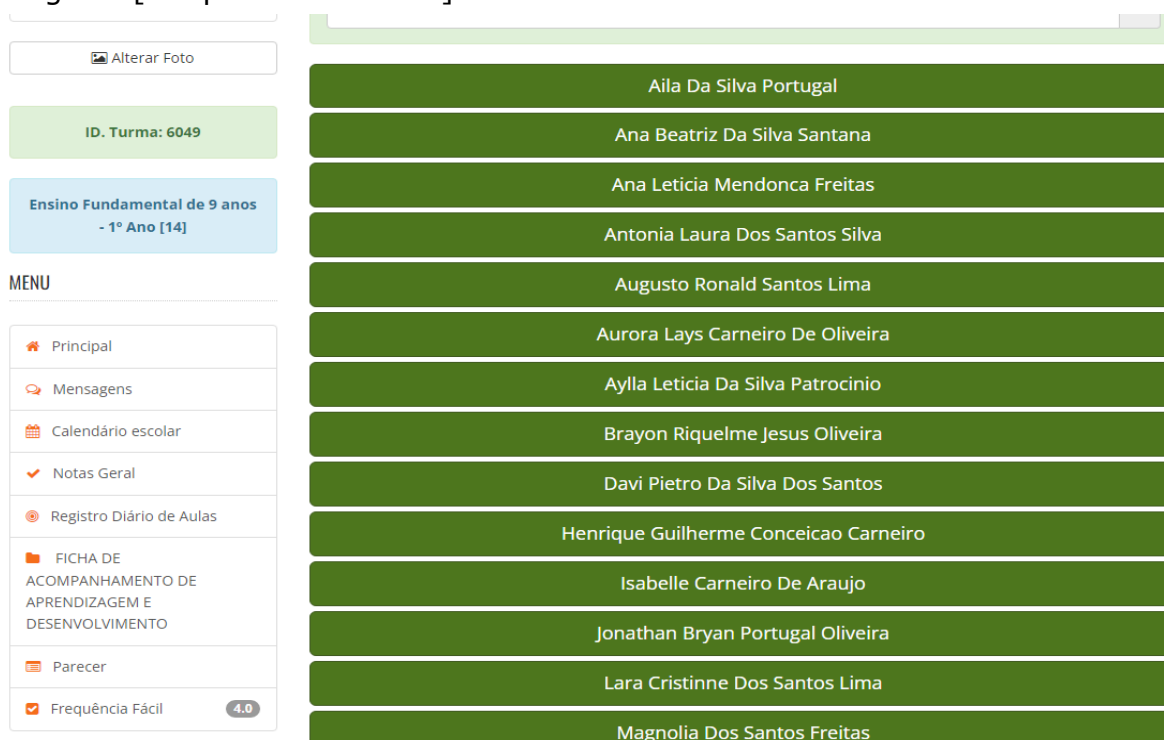 Alterar Foto
ID. Turma: 6049
Ensino Fundamental de 9 anos
- 1º Ano [14]
MENU
Principal
Mensagens
Calendário escolar
Notas Geral
Registro Diário de Aulas
FICHA DE
ACOMPANHAMENTO DE
APRENDIZAGEM E
DESENVOLVIMENTO
Parecer
Frequência Fácil 4.0
Aila Da Silva Portugal
Ana Beatriz Da Silva Santana
Ana Leticia Mendonca Freitas
Antonia Laura Dos Santos Silva
Augusto Ronald Santos Lima
Aurora Lays Carneiro De Oliveira
Aylla Leticia Da Silva Patrocinio
Brayon Riquelme Jesus Oliveira
Davi Pietro Da Silva Dos Santos
Henrique Guilherme Conceicao Carneiro
Isabelle Carneiro De Araujo
Jonathan Bryan Portugal Oliveira
Lara Cristinne Dos Santos Lima
Magnolia Dos Santos Freitas